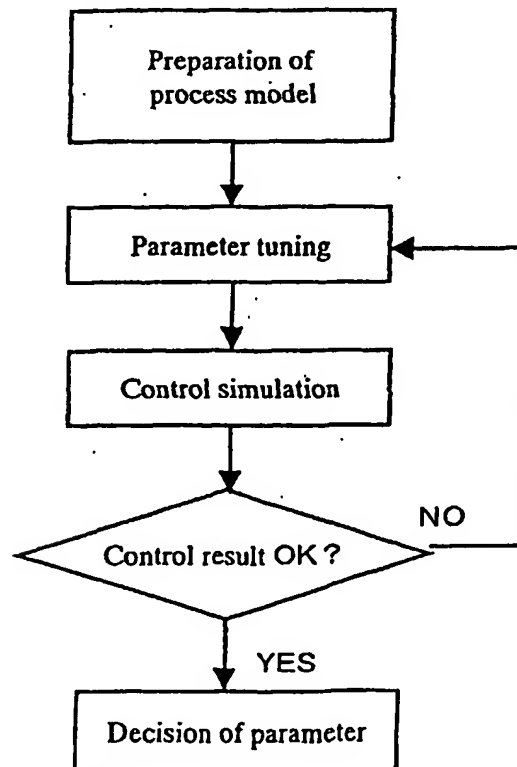 Preparation of
process model
Parameter tuning
Control simulation
Control result OK?
NO
YES
Decision of parameter